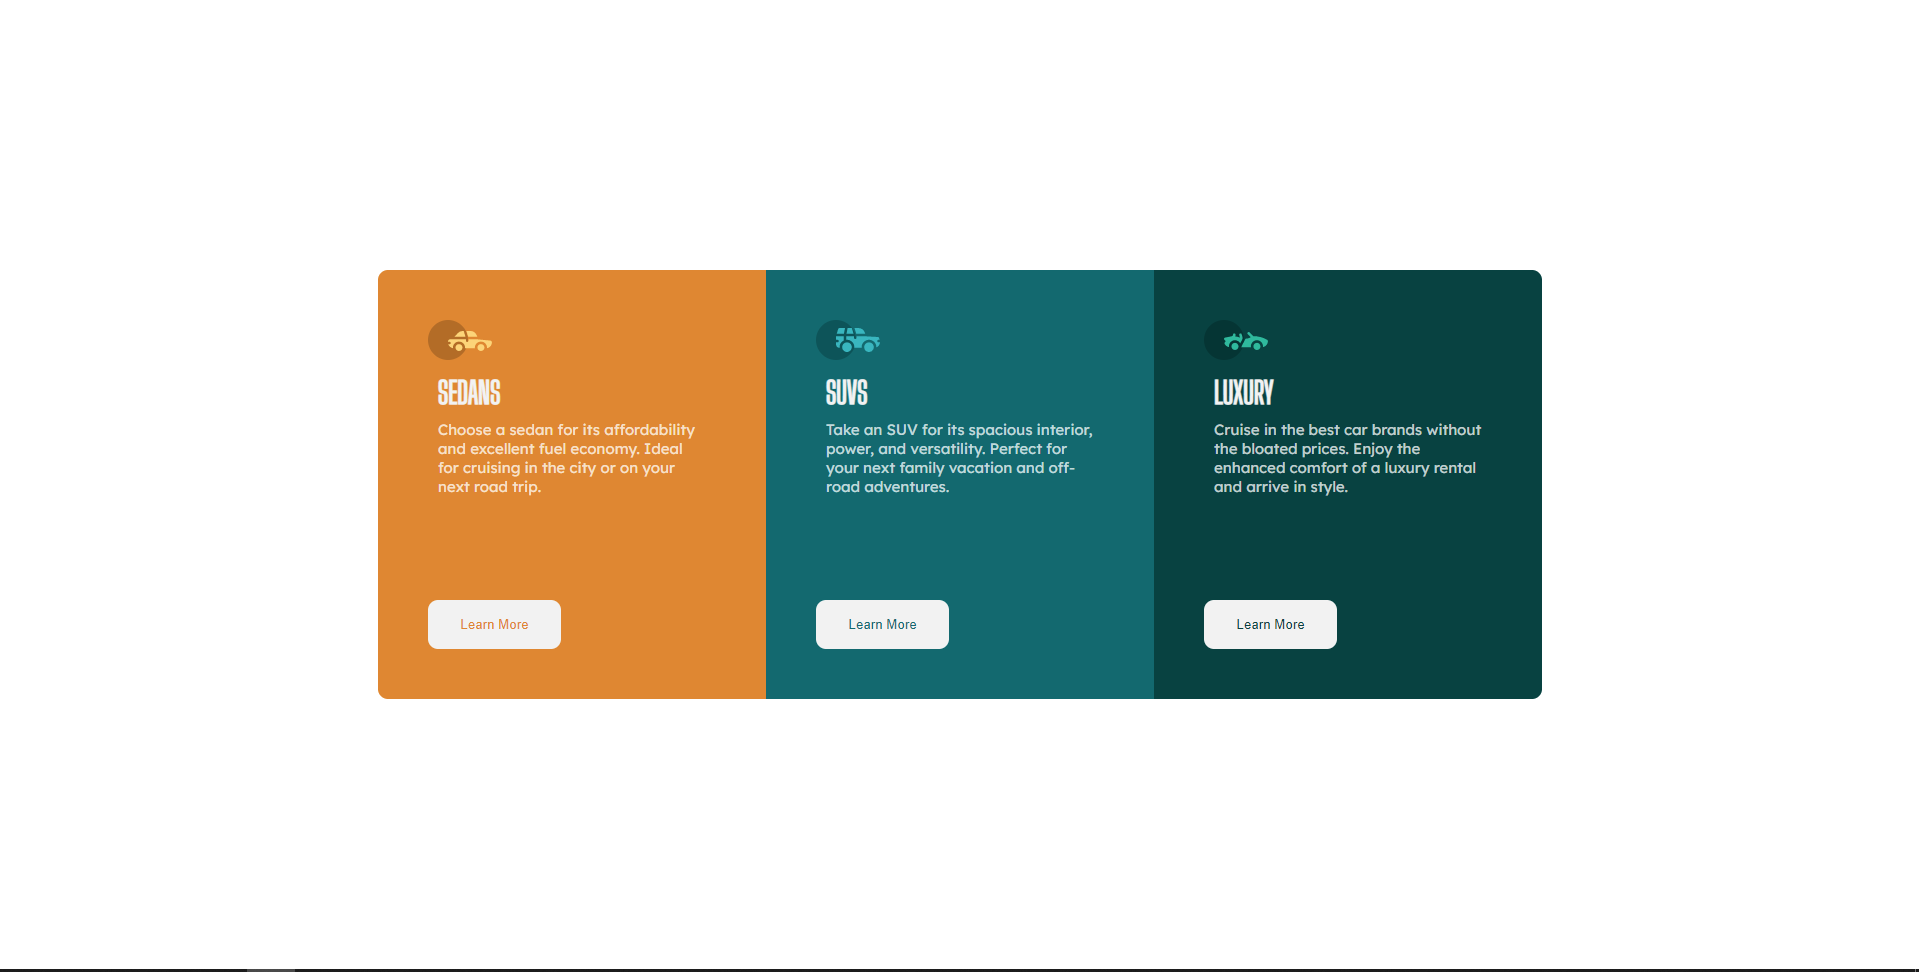 SEDANS
Choose a sedan for its affordability
and excellent fuel economy. Ideal
for cruising in the city or on your
next road trip.
Learn More
SUVS
Take an SUV for its spacious interior,
power, and versatility. Perfect for
your next family vacation and off-
road adventures.
Learn More
LUXURY
Cruise in the best car brands without
the bloated prices. Enjoy the
enhanced comfort of a luxury rental
and arrive in style.
Learn More